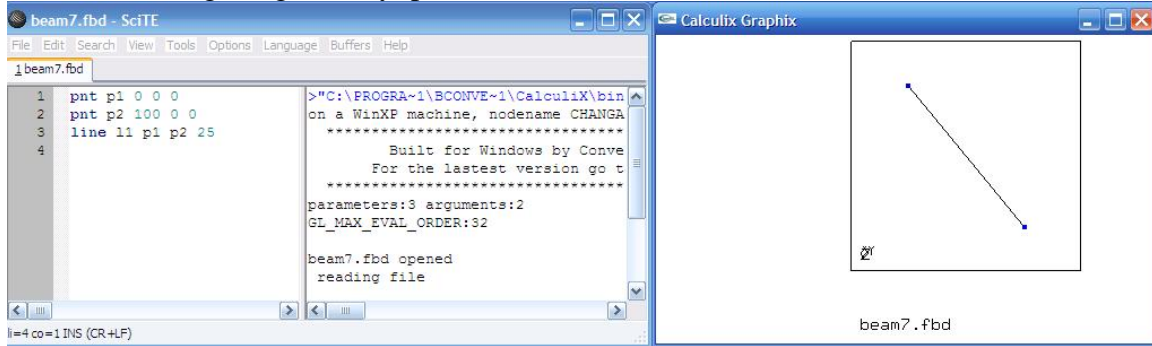 beam7.fbd - SciTE
File Edit Search View Tools Options Language Buffers Help
1 beam7.fbd
1 pnt p1 0 0 0
2 pnt p2 100 0 0
3 line l1 p1 p2 25
4
>"C:\PROGRA~1\BCONVE~1\CalculiX\bin
on a WinXP machine, nodename CHANGA
**********************************
Built for Windows by Conve
For the lastest version go t
**********************************
parameters:3 arguments:2
GL_MAX_EVAL_ORDER:32
beam7.fbd opened
reading file
li=4 co=1 INS (CR+LF)
Calculix Graphix
beam7.fbd